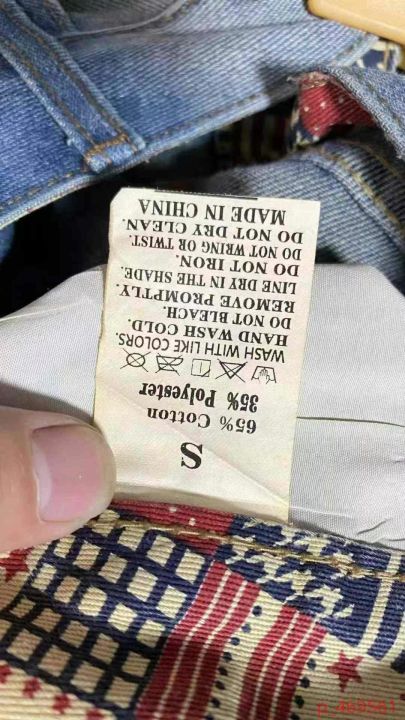 S
65% Cotton
35% Polyester
WASH WITH LIKE COLORS.
HAND WASH COLD.
DO NOT BLEACH.
REMOVE PROMPTLY.
LINE DRY IN THE SHADE.
DO NOT IRON.
DO NOT WRING OR TWIST.
DO NOT DRY CLEAN.
MADE IN CHINA